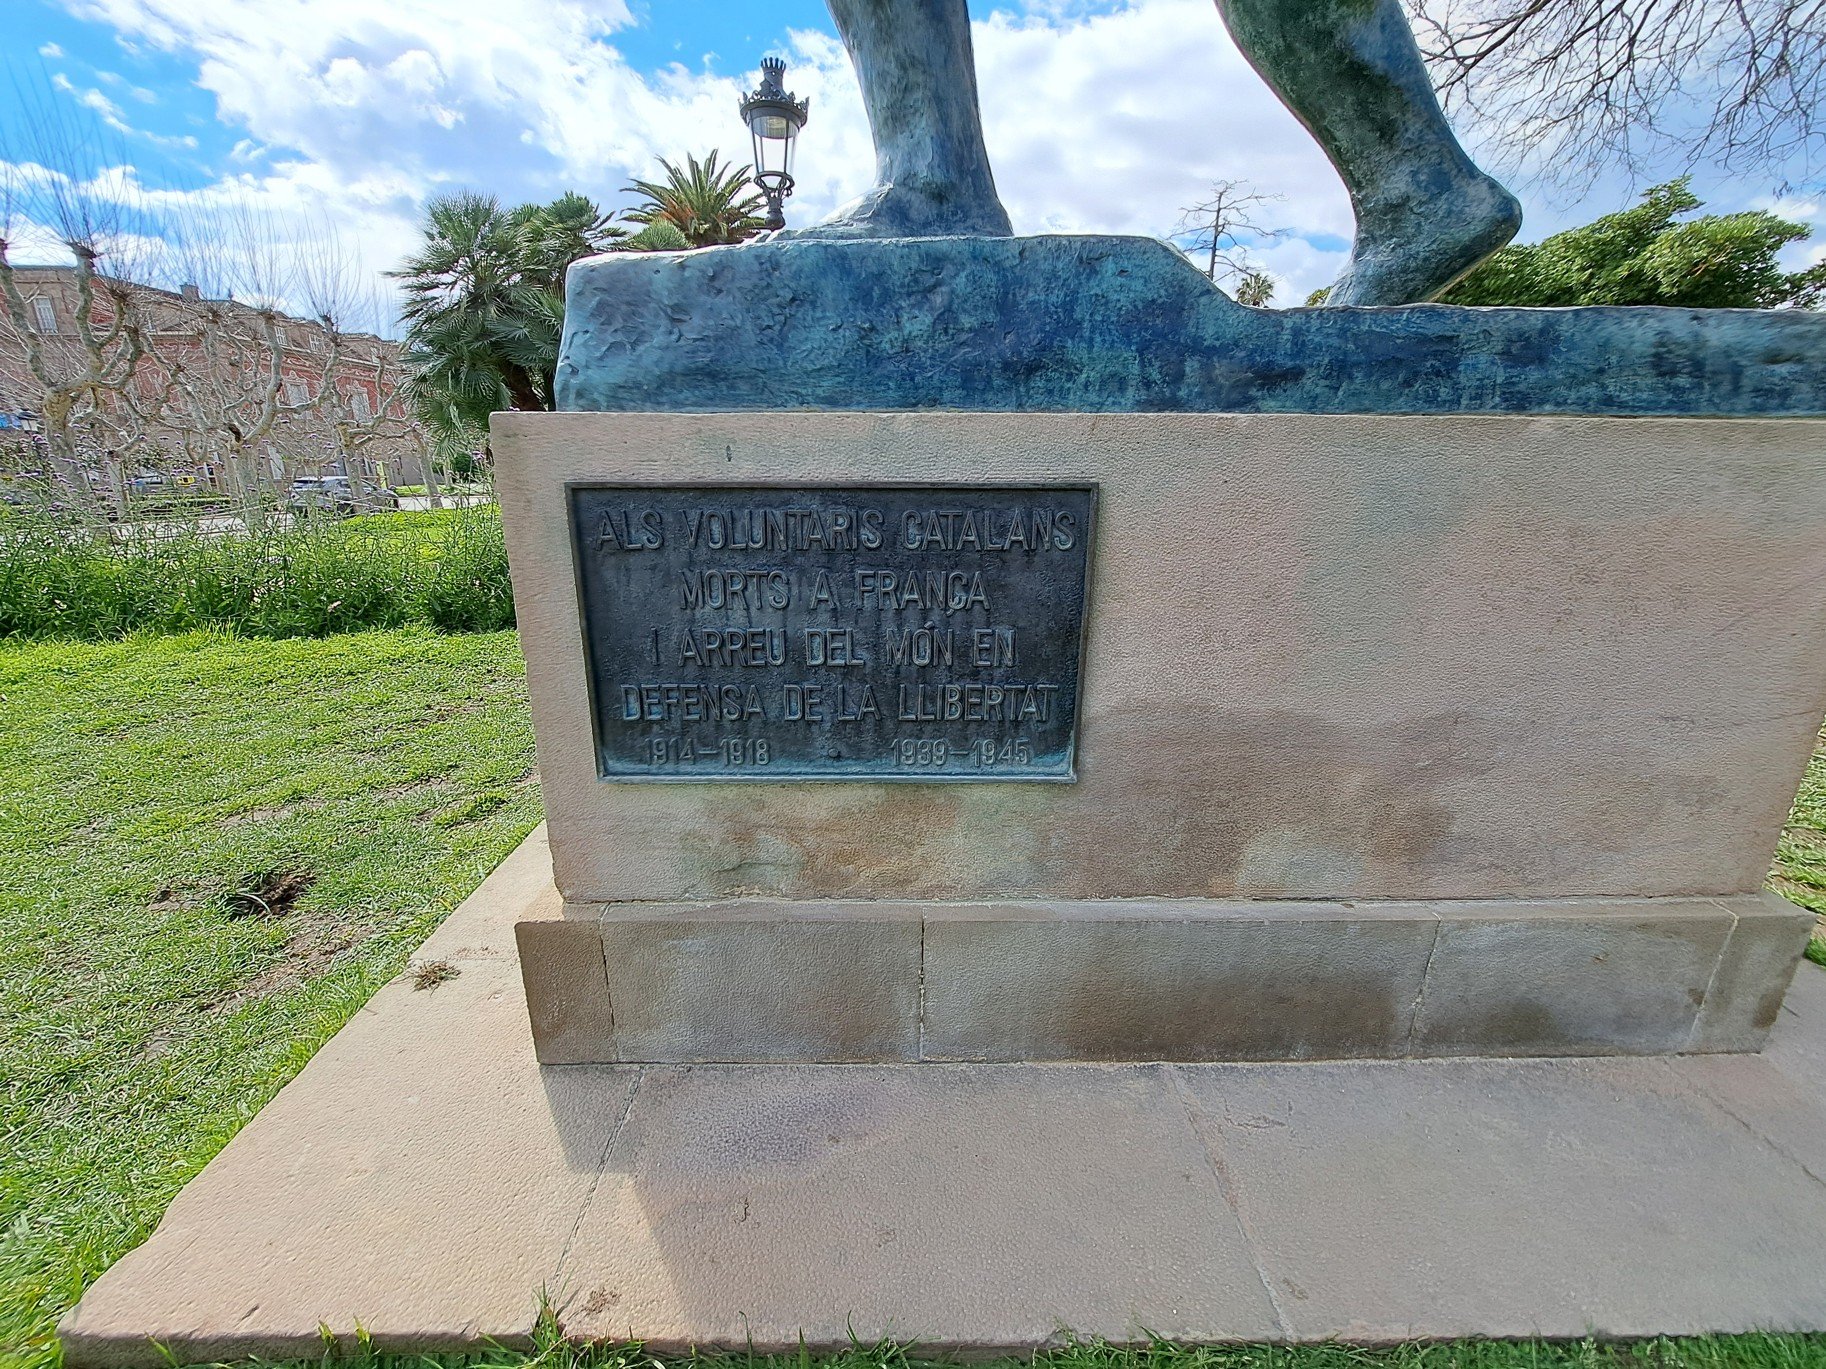 ALS VOLUNTARIS CATALANS
MORTS A FRANÇA
I ARREU DEL MÓN EN
DEFENSA DE LA LLIBERTAT
1914–1918 1939–1945